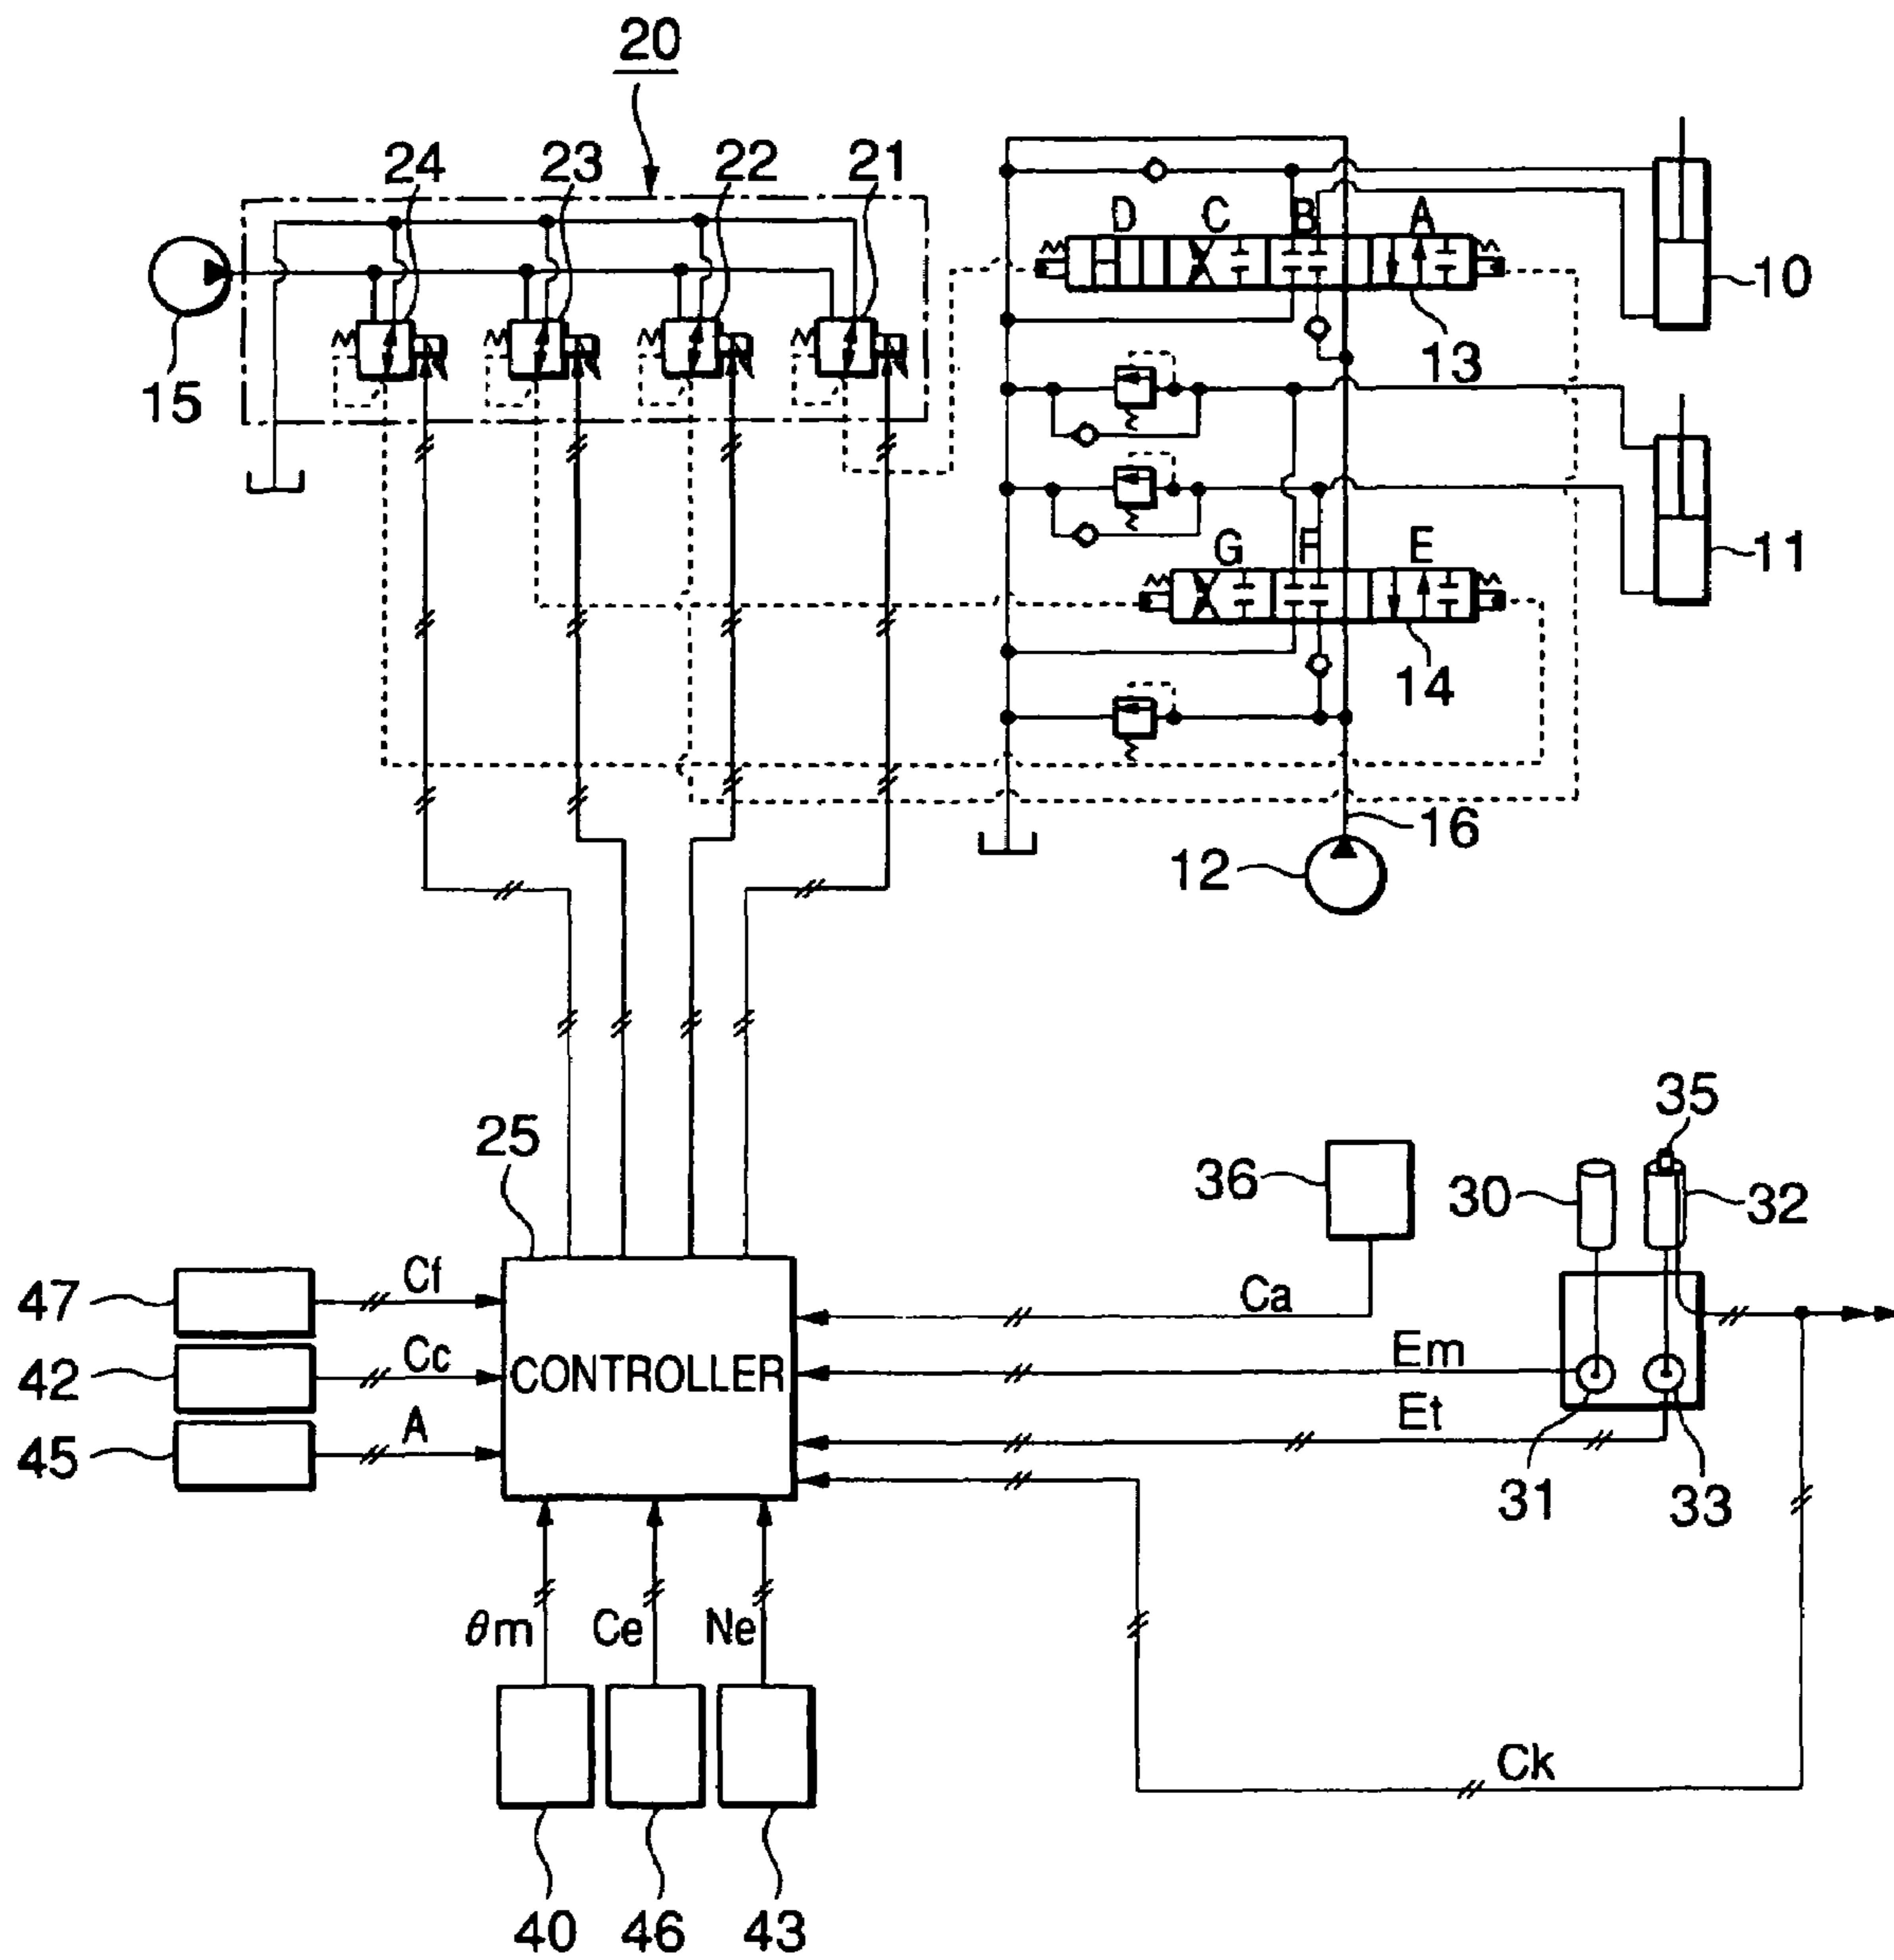 20
24 23 22 21
D C B A
15
10
13
G F E
11
14
16
12
25
35
36
30
32
47
Cf
Ca
42
Cc
CONTROLLER
Em
45
A
Et
31
33
θm
Ce
Ne
Ck
40 46 43